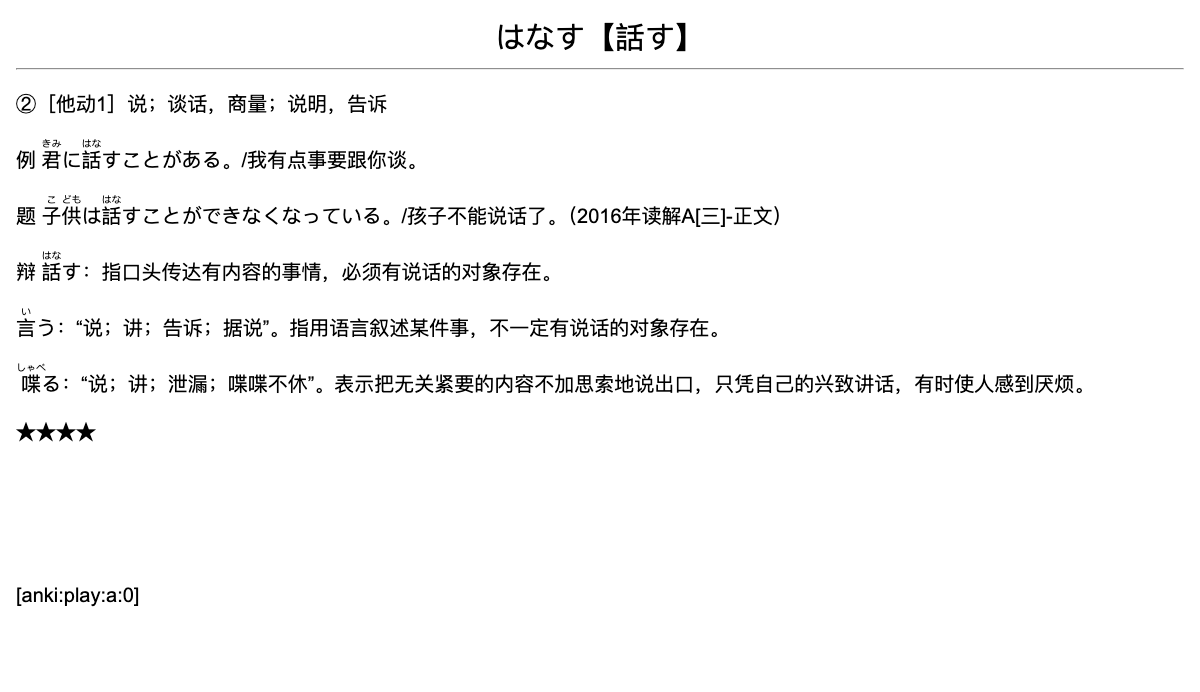 はなす【話す】
②［他动1］说；谈话，商量；说明，告诉
例 君(きみ)に話(はな)すことがある。/我有点事要跟你谈。
题 子(こ)供(ども)は話(はな)すことができなくなっている。/孩子不能说话了。（2016年读解A[三]-正文）
辩 話(はな)す：指口头传达有内容的事情，必须有说话的对象存在。
言(い)う：“说；讲；告诉；据说”。指用语言叙述某件事，不一定有说话的对象存在。
喋(しゃべ)る：“说；讲；泄漏；喋喋不休”。表示把无关紧要的内容不加思索地说出口，只凭自己的兴致讲话，有时使人感到厌烦。
★★★★
[anki:play:a:0]